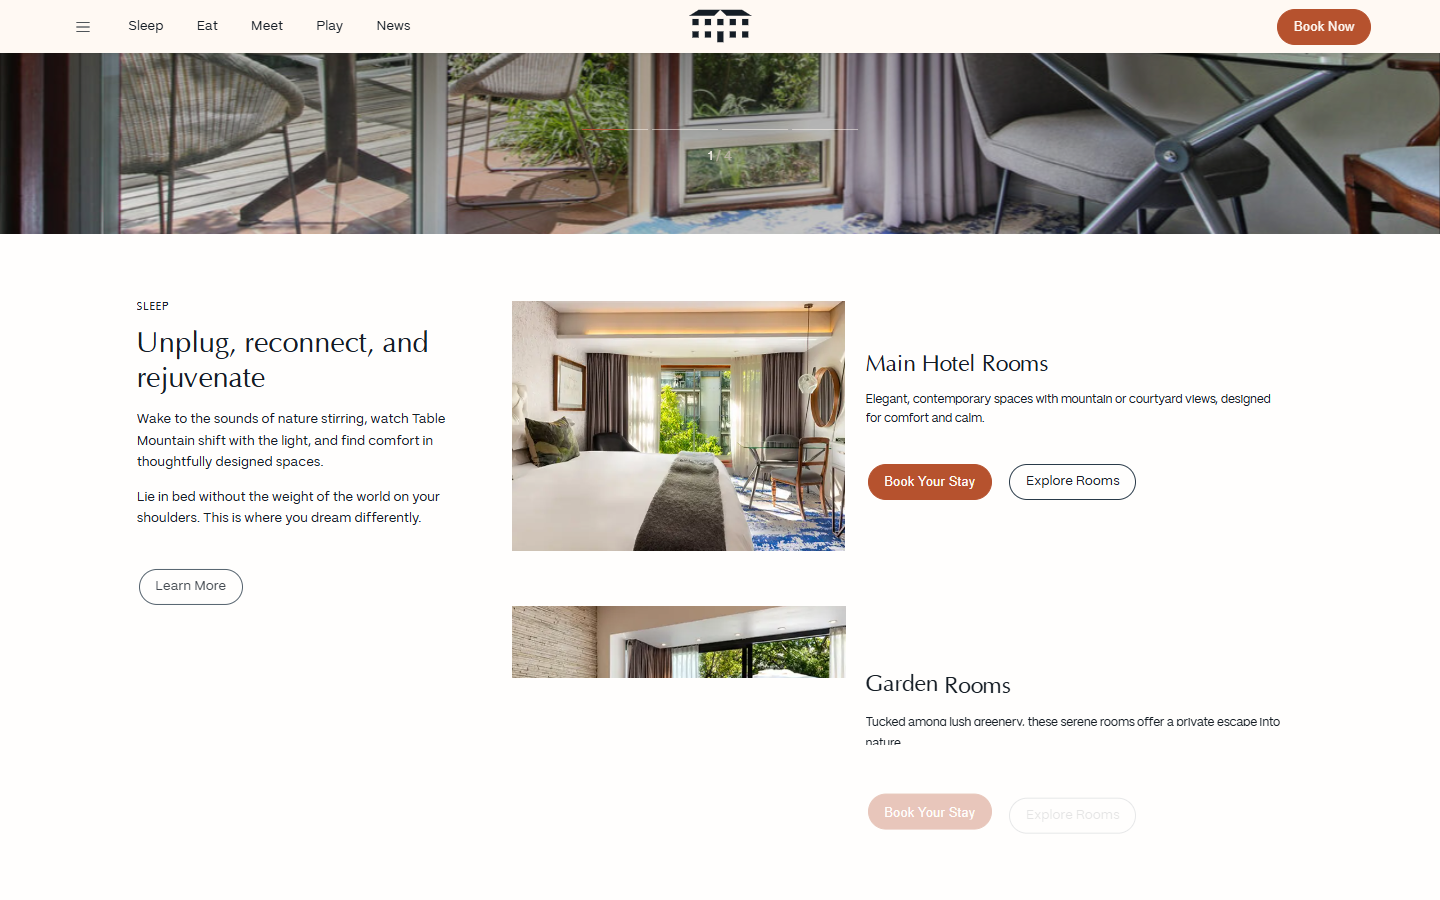 Sleep Eat Meet Play News
Book Now
1 / 4
SLEEP
Unplug, reconnect, and
rejuvenate
Wake to the sounds of nature stirring, watch Table
Mountain shift with the light, and find comfort in
thoughtfully designed spaces.
Lie in bed without the weight of the world on your
shoulders. This is where you dream differently.
Learn More
Main Hotel Rooms
Elegant, contemporary spaces with mountain or courtyard views, designed
for comfort and calm.
Book Your Stay Explore Rooms
Garden Rooms
Tucked among lush greenery, these serene rooms offer a private escape into
nature.
Book Your Stay Explore Rooms